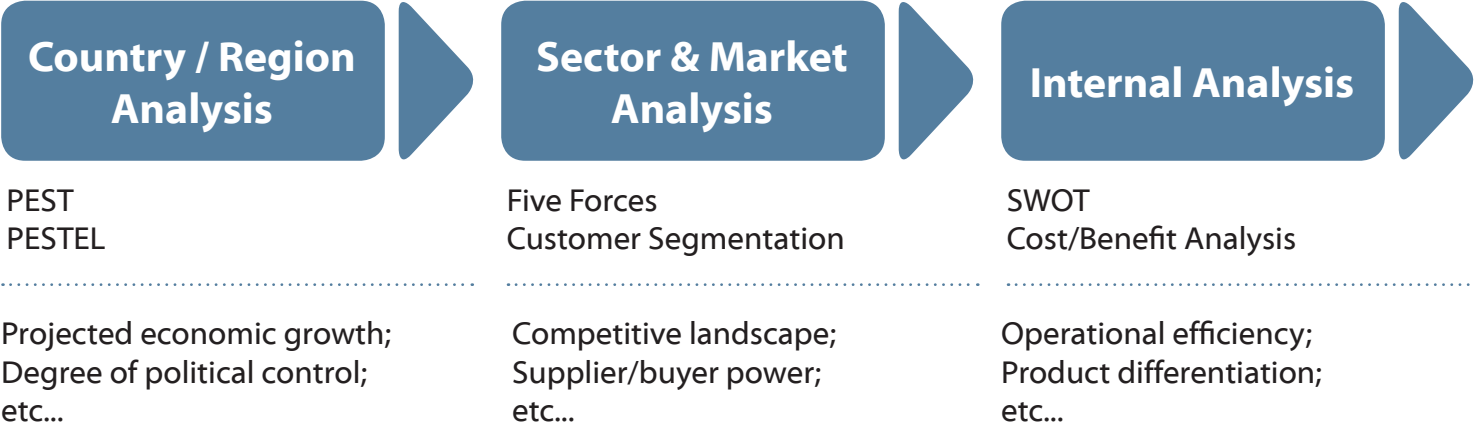 Country / Region
Analysis
Sector & Market
Analysis
Internal Analysis
PEST
PESTEL
Five Forces
Customer Segmentation
SWOT
Cost/Benefit Analysis
Projected economic growth;
Degree of political control;
etc...
Competitive landscape;
Supplier/buyer power;
etc...
Operational efficiency;
Product differentiation;
etc...